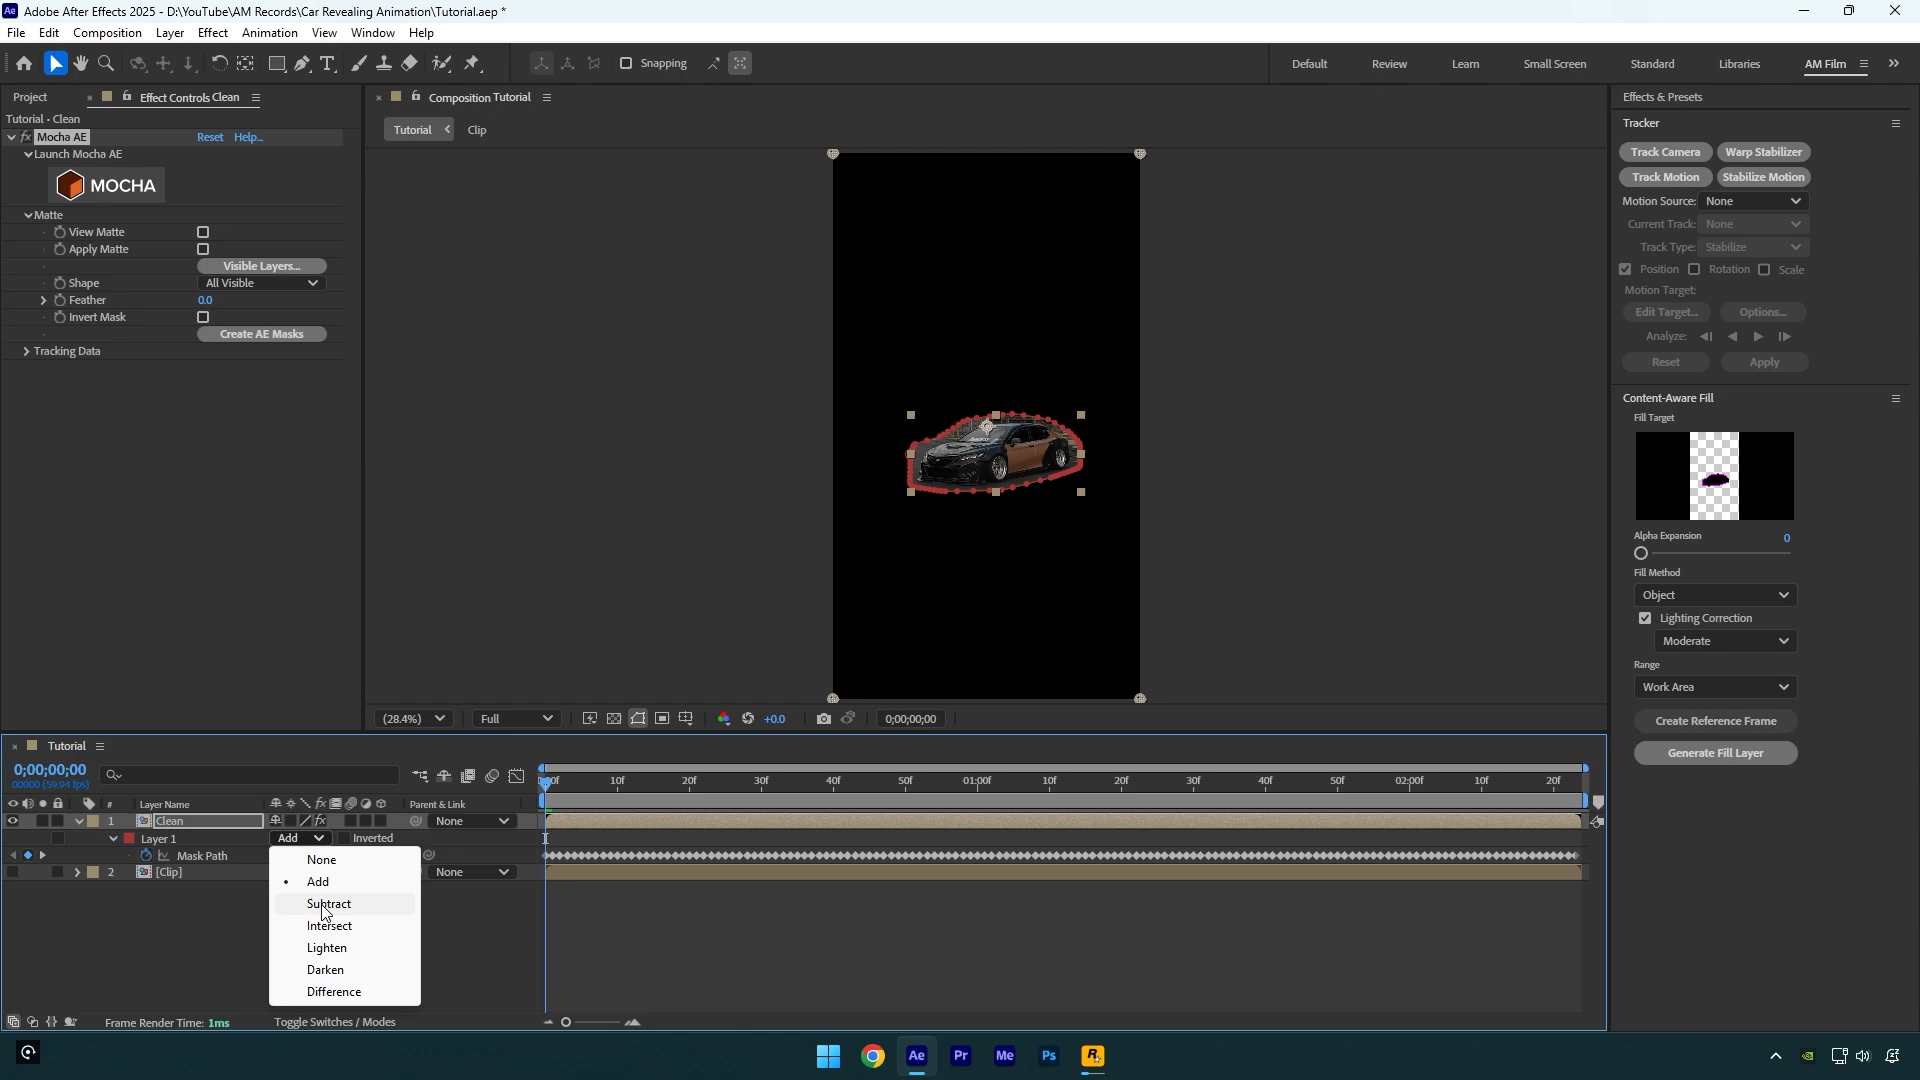 Ae Adobe After Effects 2025 - D:\YouTube\AM Records\Car Revealing Animation\Tutorial.aep *
File Edit Composition Layer Effect Animation View Window Help
Snapping Default Review Learn Small Screen Standard Libraries AM Film
Project Effect Controls Clean
Tutorial • Clean
fx Mocha AE Reset Help...
Launch Mocha AE
MOCHA
Matte
View Matte
Apply Matte
Visible Layers...
Shape All Visible
Feather 0.0
Invert Mask
Create AE Masks
Tracking Data
Composition Tutorial
Tutorial Clip
(28.4%) Full +0.0 0;00;00;00
Effects & Presets
Tracker
Track Camera Warp Stabilizer
Track Motion Stabilize Motion
Motion Source: None
Current Track: None
Track Type: Stabilize
Position Rotation Scale
Motion Target:
Edit Target... Options...
Analyze:
Reset Apply
Content-Aware Fill
Fill Target
Alpha Expansion 0
Fill Method
Object
Lighting Correction
Moderate
Range
Work Area
Create Reference Frame
Generate Fill Layer
Tutorial
0;00;00;00
00000 (59.94 fps)
00f 10f 20f 30f 40f 50f 01:00f 10f 20f 30f 40f 50f 02:00f 10f 20f
# Layer Name fx Parent & Link
1 Clean fx None
Layer 1 Add Inverted
Mask Path
2 [Clip] None
None
Add
Subtract
Intersect
Lighten
Darken
Difference
Frame Render Time: 1ms Toggle Switches / Modes
Ae Pr Me Ps R